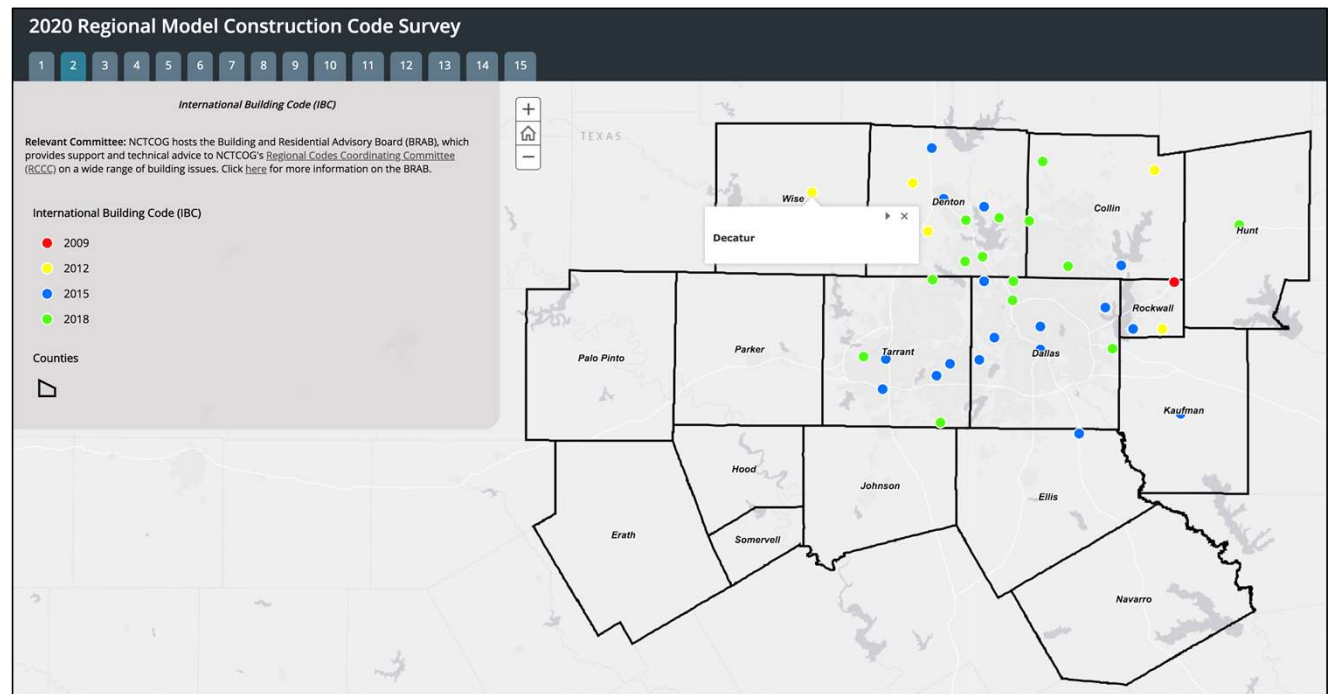 2020 Regional Model Construction Code Survey
1 2 3 4 5 6 7 8 9 10 11 12 13 14 15
International Building Code (IBC)
Relevant Committee: NCTCOG hosts the Building and Residential Advisory Board (BRAB), which
provides support and technical advice to NCTCOG's Regional Codes Coordinating Committee
(RCCC) on a wide range of building issues. Click here for more information on the BRAB.
International Building Code (IBC)
2009
2012
2015
2018
Counties
+
−
TEXAS
Wise
Denton
Collin
Hunt
Decatur
Palo Pinto
Parker
Tarrant
Dallas
Rockwall
Kaufman
Hood
Johnson
Ellis
Erath
Somervell
Navarro